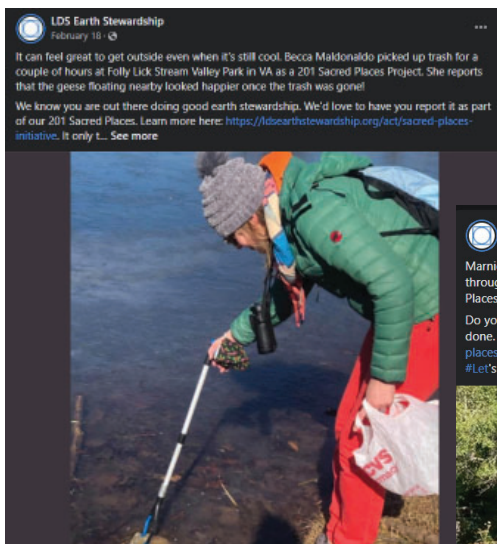 LDS Earth Stewardship
February 18 ·
It can feel great to get outside even when it's still cool. Becca Maldonaldo picked up trash for a
couple of hours at Folly Lick Stream Valley Park in VA as a 201 Sacred Places Project. She reports
that the geese floating nearby looked happier once the trash was gone!
We know you are out there doing good earth stewardship. We'd love to have you report it as part
of our 201 Sacred Places. Learn more here: https://ldsearthstewardship.org/act/sacred-places-
initiative. It only t... See more
Marni
throug
Places
Do yo
done.
places
#Let's
CVS